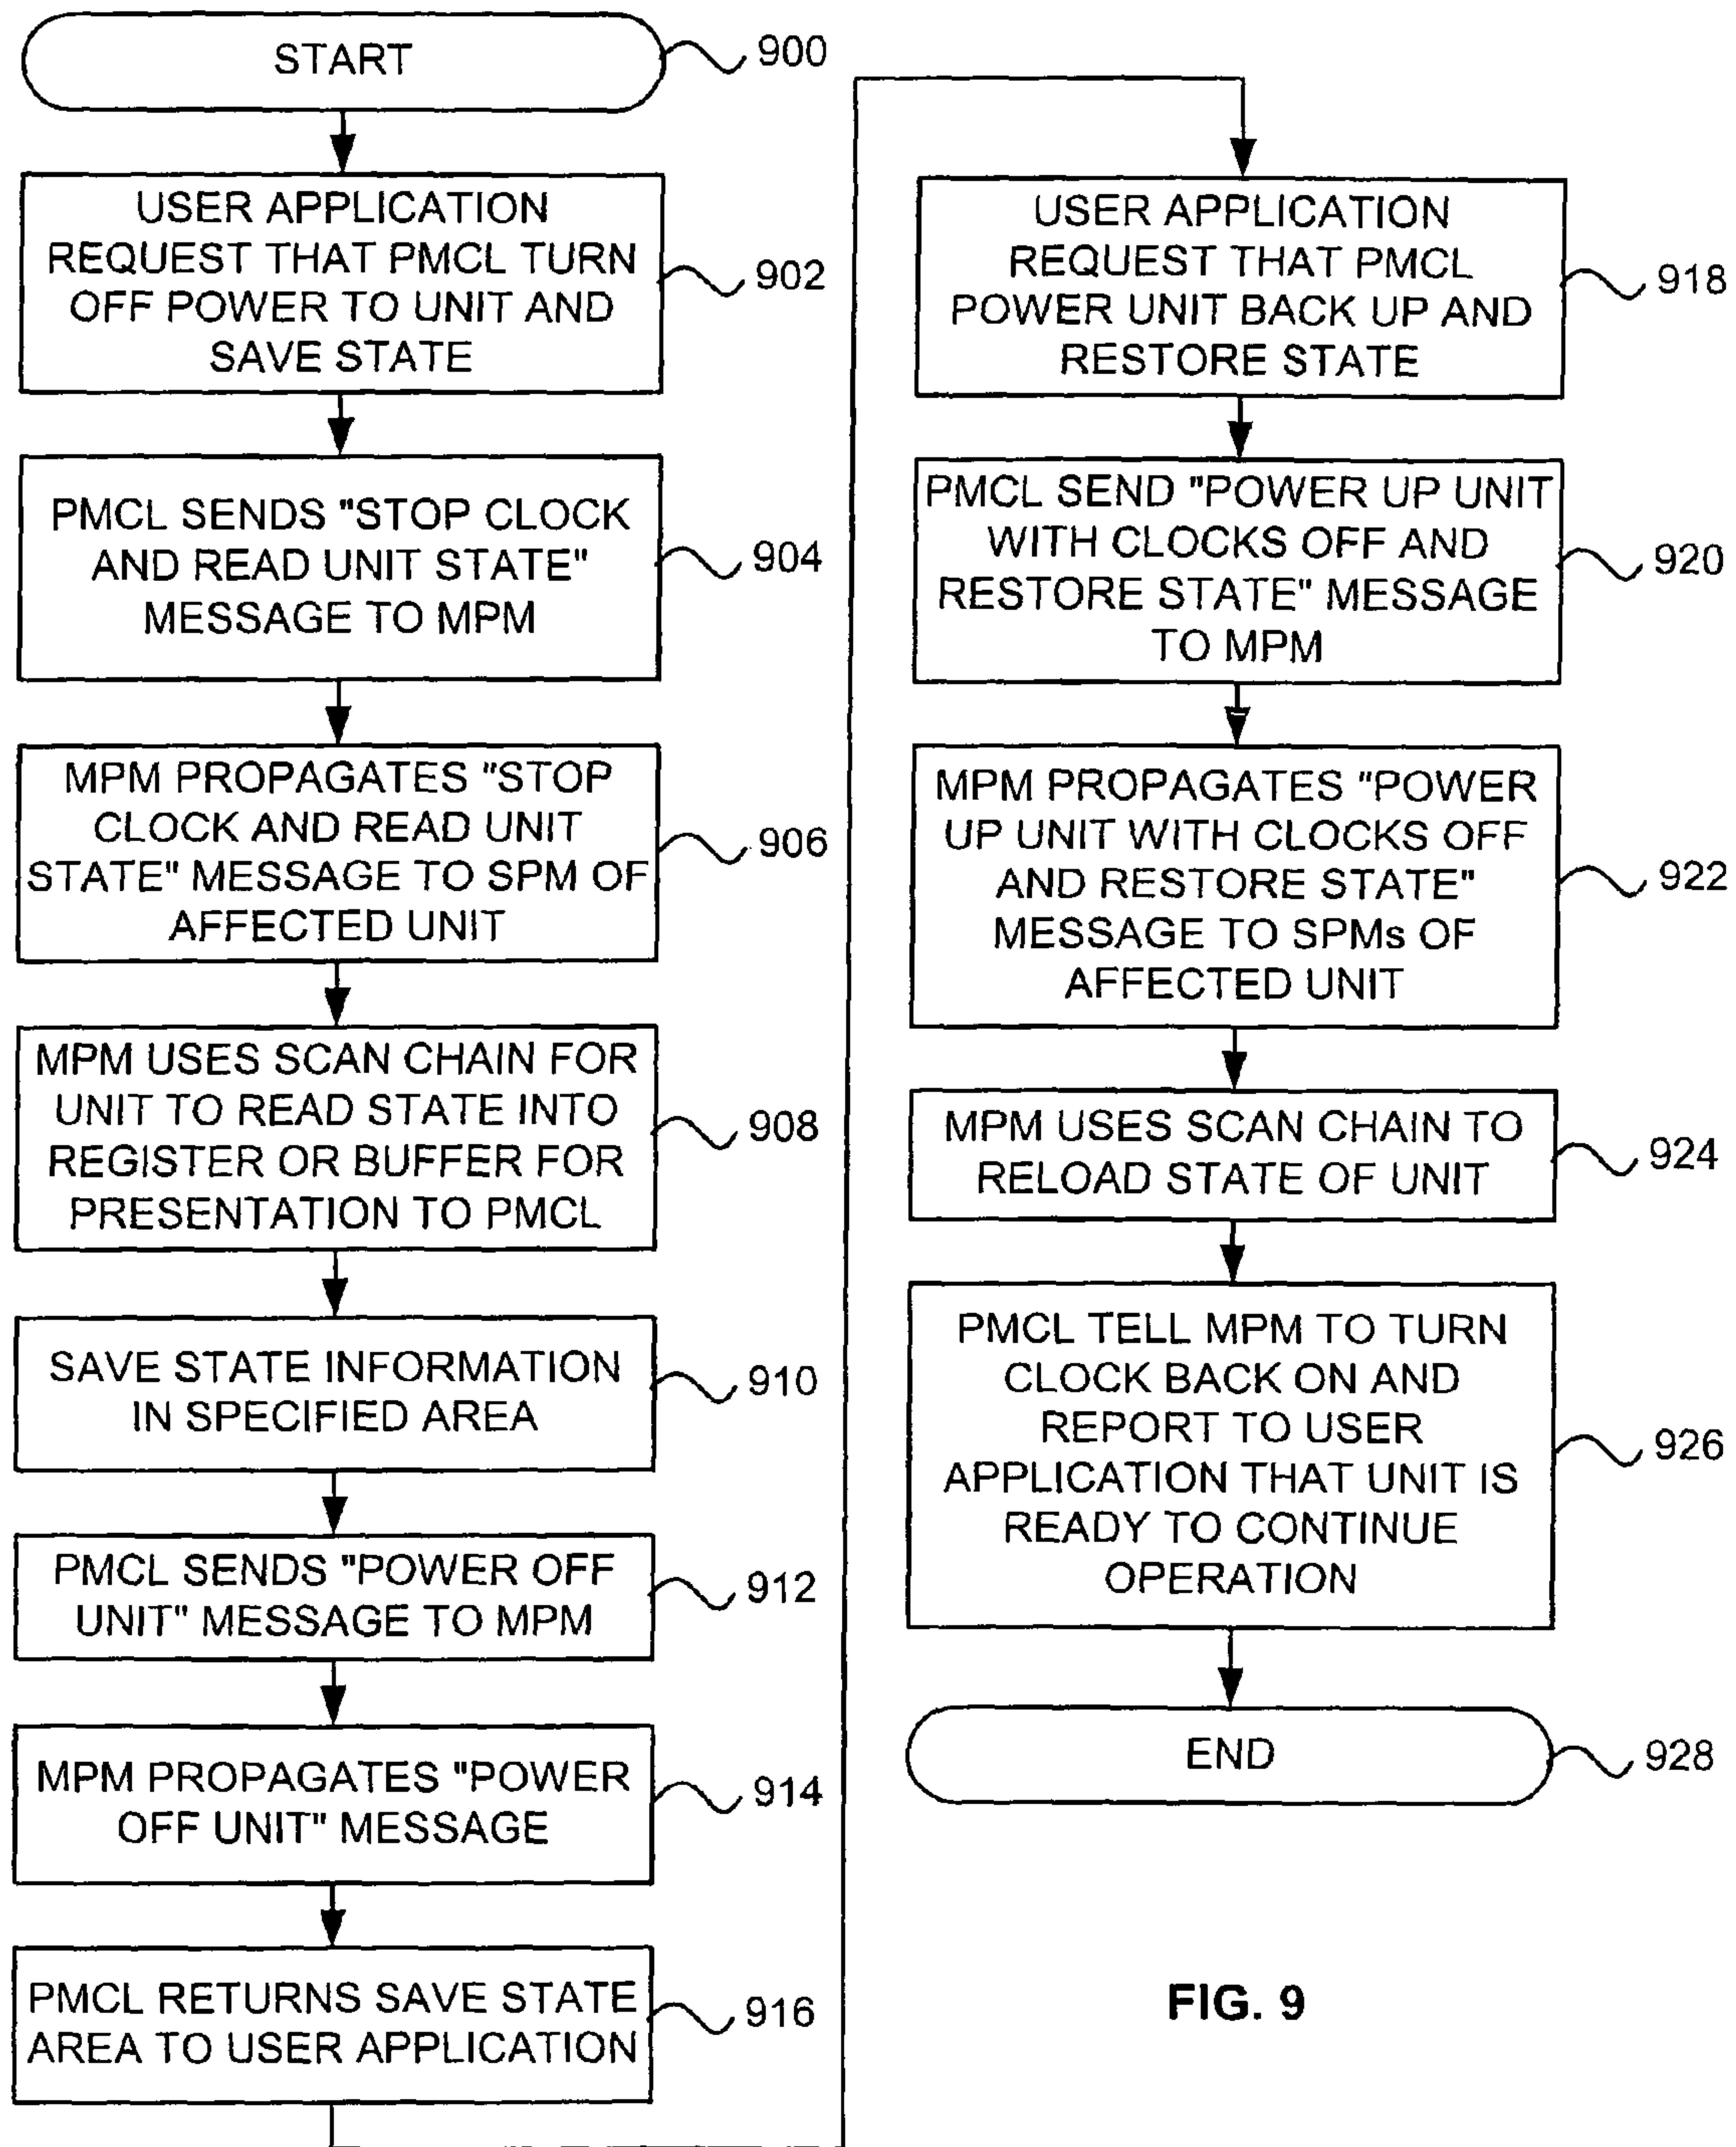 START
900
USER APPLICATION
REQUEST THAT PMCL TURN
OFF POWER TO UNIT AND
SAVE STATE
902
PMCL SENDS "STOP CLOCK
AND READ UNIT STATE"
MESSAGE TO MPM
904
MPM PROPAGATES "STOP
CLOCK AND READ UNIT
STATE" MESSAGE TO SPM OF
AFFECTED UNIT
906
MPM USES SCAN CHAIN FOR
UNIT TO READ STATE INTO
REGISTER OR BUFFER FOR
PRESENTATION TO PMCL
908
SAVE STATE INFORMATION
IN SPECIFIED AREA
910
PMCL SENDS "POWER OFF
UNIT" MESSAGE TO MPM
912
MPM PROPAGATES "POWER
OFF UNIT" MESSAGE
914
PMCL RETURNS SAVE STATE
AREA TO USER APPLICATION
916
USER APPLICATION
REQUEST THAT PMCL
POWER UNIT BACK UP AND
RESTORE STATE
918
PMCL SEND "POWER UP UNIT
WITH CLOCKS OFF AND
RESTORE STATE" MESSAGE
TO MPM
920
MPM PROPAGATES "POWER
UP UNIT WITH CLOCKS OFF
AND RESTORE STATE"
MESSAGE TO SPMs OF
AFFECTED UNIT
922
MPM USES SCAN CHAIN TO
RELOAD STATE OF UNIT
924
PMCL TELL MPM TO TURN
CLOCK BACK ON AND
REPORT TO USER
APPLICATION THAT UNIT IS
READY TO CONTINUE
OPERATION
926
END
928
FIG. 9